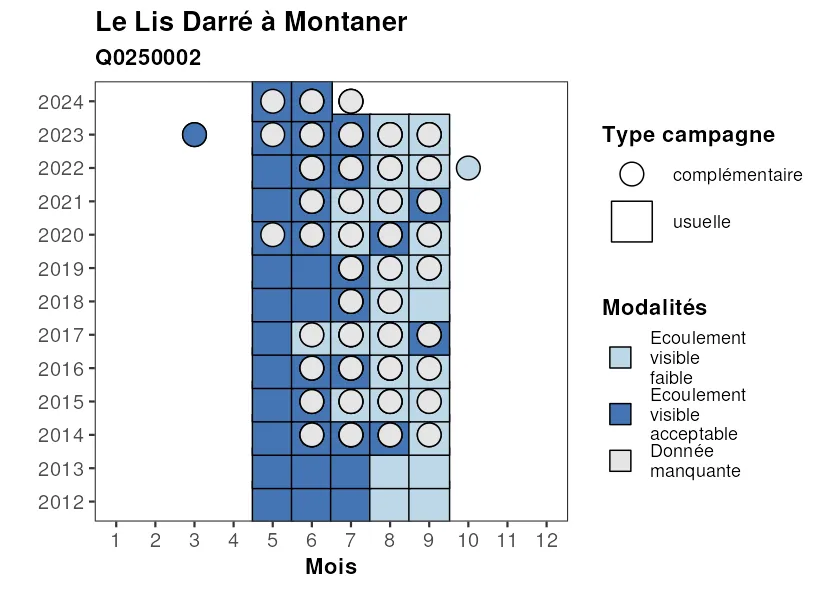 Le Lis Darré à Montaner
Q0250002
2024
2023
2022
2021
2020
2019
2018
2017
2016
2015
2014
2013
2012
1 2 3 4 5 6 7 8 9 10 11 12
Mois
Type campagne
complémentaire
usuelle
Modalités
Ecoulement
visible
faible
Ecoulement
visible
acceptable
Donnée
manquante